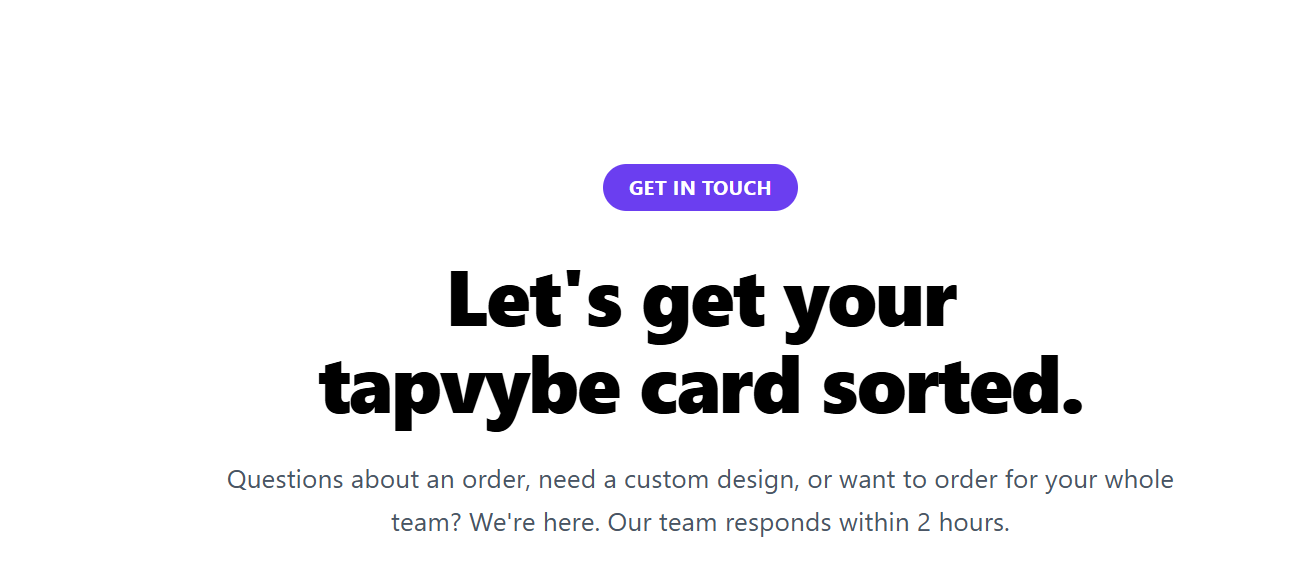 GET IN TOUCH
Let's get your
tapvybe card sorted.
Questions about an order, need a custom design, or want to order for your whole
team? We're here. Our team responds within 2 hours.